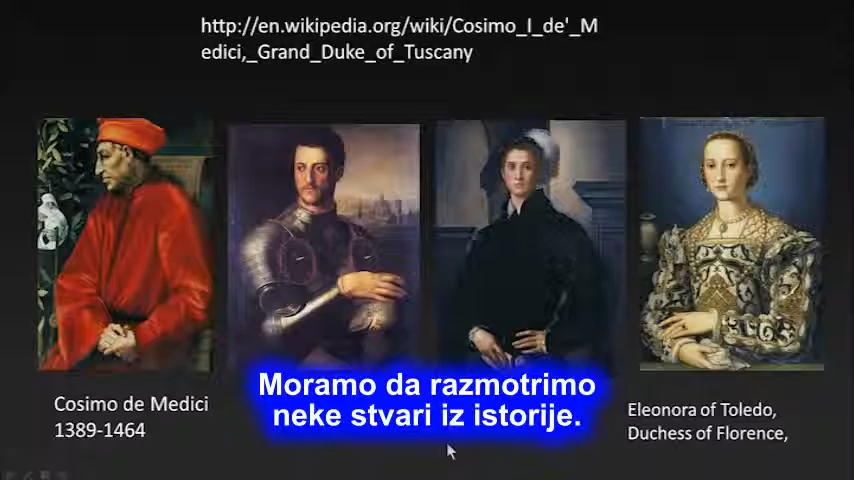 http://en.wikipedia.org/wiki/Cosimo_I_de'_M
edici,_Grand_Duke_of_Tuscany
Moramo da razmotrimo
neke stvari iz istorije.
Cosimo de Medici
1389-1464
Eleonora of Toledo,
Duchess of Florence,